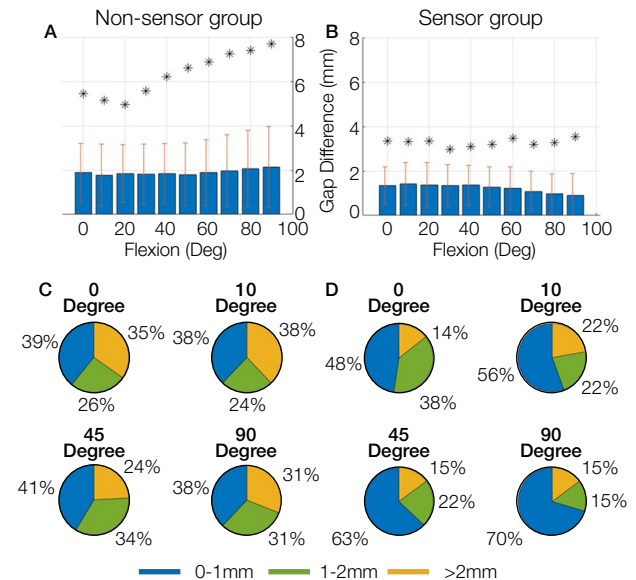 Non-sensor group
Sensor group
A
B
8
6
4
2
0
8
6
4
2
0
Gap Difference (mm)
0 20 40 60 80 100
0 20 40 60 80 100
Flexion (Deg)
Flexion (Deg)
C
D
0
Degree
39%
35%
26%
10
Degree
38%
38%
24%
0
Degree
48%
14%
38%
10
Degree
56%
22%
22%
45
Degree
41%
24%
34%
90
Degree
38%
31%
31%
45
Degree
63%
15%
22%
90
Degree
70%
15%
15%
0-1mm 1-2mm >2mm